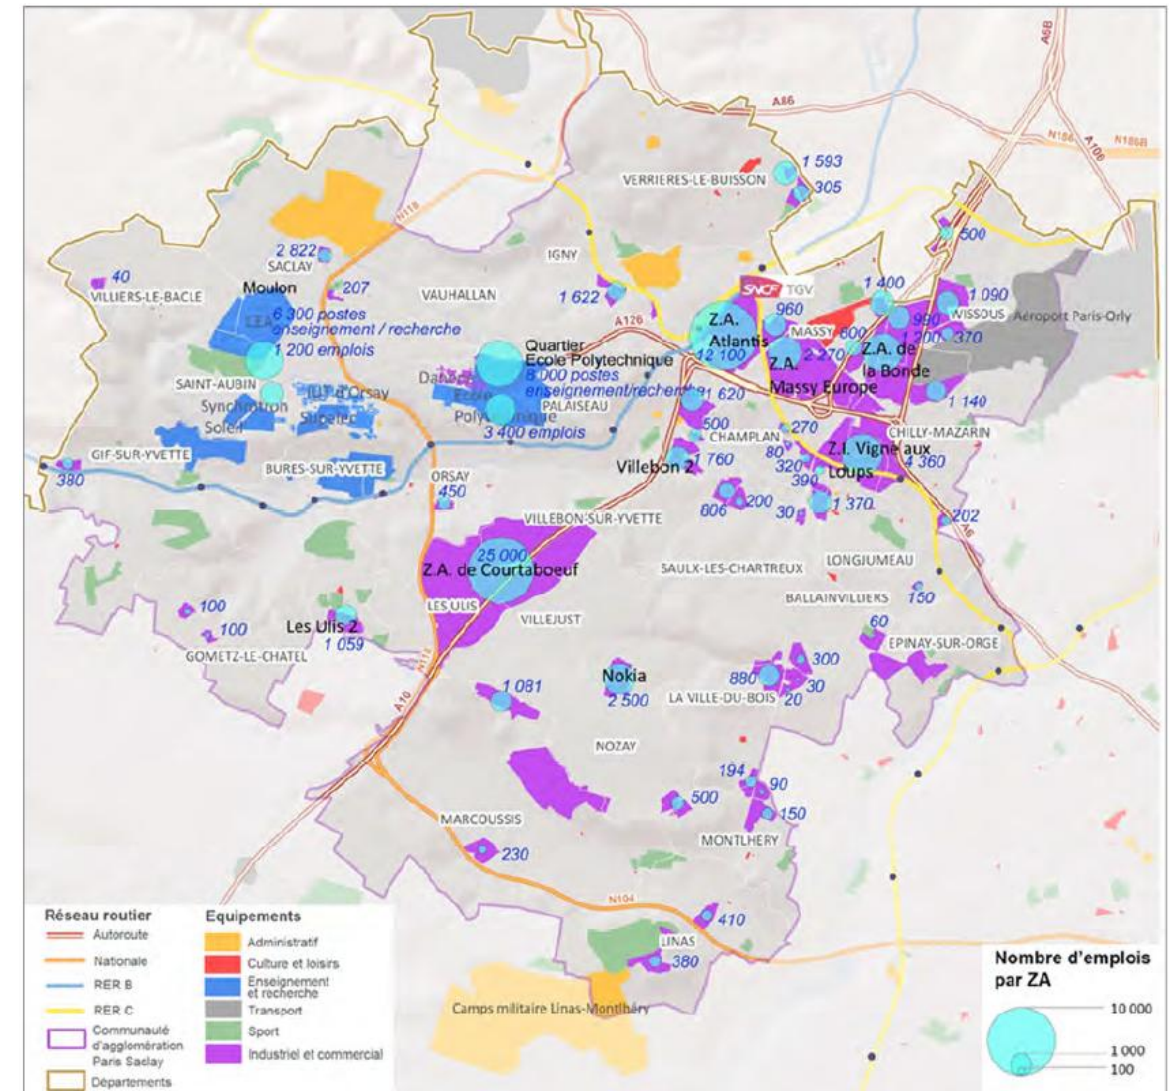 A6B
A86
N186
N186B
A106
VERRIERES-LE-BUISSON
1 593
305
N118
500
2 822
SACLAY
IGNY
40
VILLIERS-LE-BACLE
Moulon
207
VAUHALLAN
1 622
SNCF TGV
1 400
1 090
WISSOUS
Aéroport Paris-Orly
6 300 postes
enseignement / recherche
1 200 emplois
A126
Z.A.
Atlantis
12 100
960
MASSY
600
990
370
2 270
Z.A. de
la Bonde
Z.A.
Massy Europe
Quartier
Ecole Polytechnique
8 000 postes
enseignement/recherche
PALAISEAU
3 400 emplois
SAINT-AUBIN
Synchrotron
Soleil
IUT d'Orsay
Supelec
1 620
1 140
500
CHAMPLAN
270
80
320
390
CHILLY-MAZARIN
Z.I. Vigne aux
Loups
4 360
GIF-SUR-YVETTE
380
BURES-SUR-YVETTE
ORSAY
450
Villebon 2
1 760
806
200
30
1 370
202
A6
VILLEBON-SUR-YVETTE
25 000
Z.A. de Courtaboeuf
SAULX-LES-CHARTREUX
LONGJUMEAU
BALLAINVILLIERS
150
LES ULIS
VILLEJUST
100
100
GOMETZ-LE-CHATEL
Les Ulis 2
1 059
60
EPINAY-SUR-ORGE
N118
A10
1 081
Nokia
2 500
880
300
30
20
LA VILLE-DU-BOIS
NOZAY
194
90
500
150
MARCOUSSIS
MONTLHÉRY
230
N104
410
LINAS
380
Camps militaire Linas-Montlhéry
Réseau routier
Autoroute
Nationale
RER B
RER C
Communauté
d'agglomération
Paris Saclay
Départements
Equipements
Administratif
Culture et loisirs
Enseignement
et recherche
Transport
Sport
Industriel et commercial
Nombre d'emplois
par ZA
10 000
1 000
100